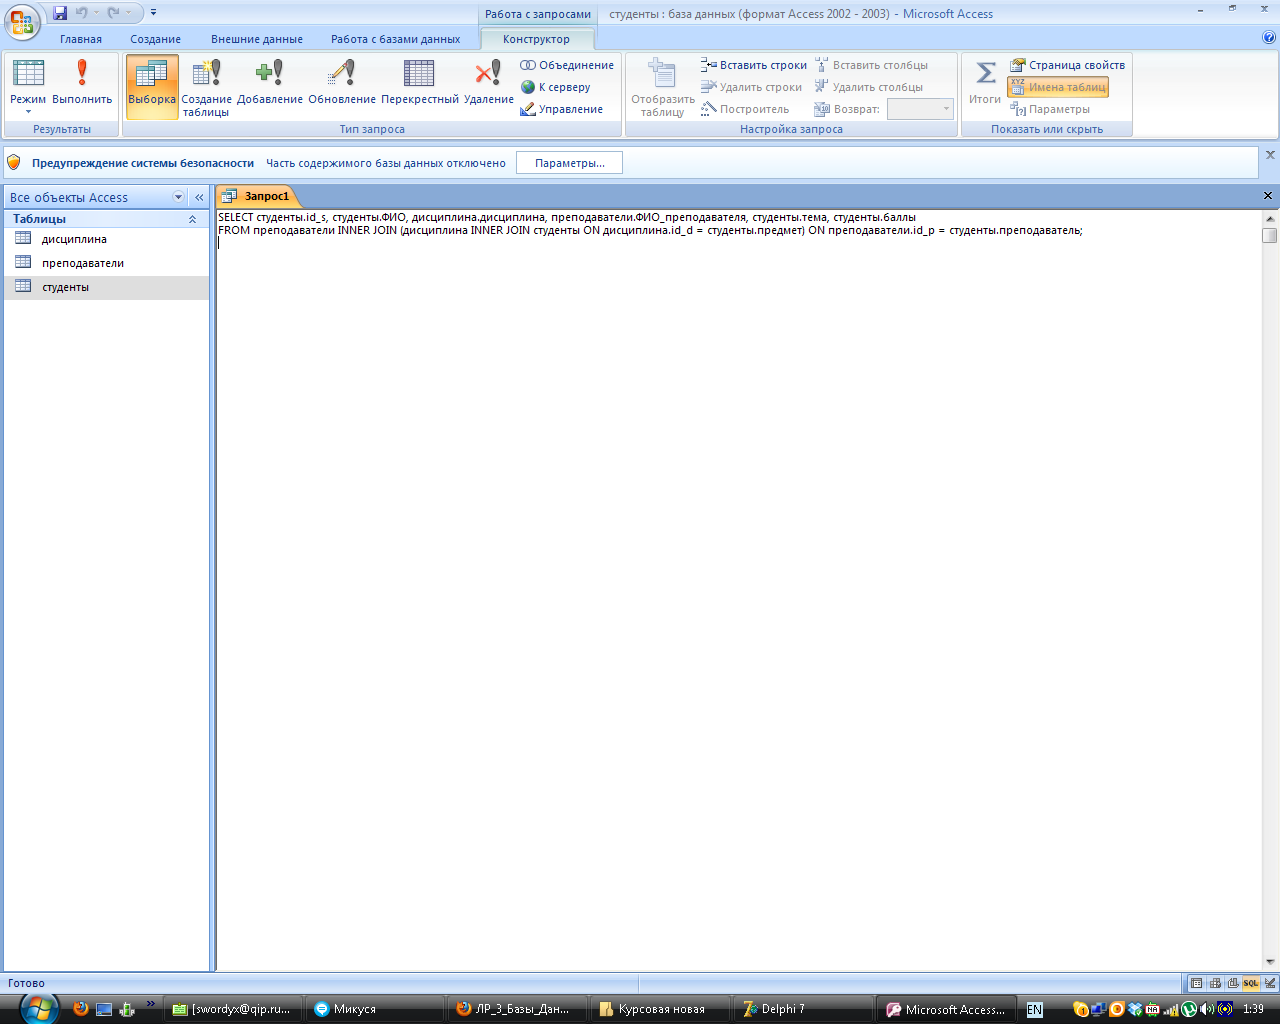 Работа с запросами
студенты : база данных (формат Access 2002 - 2003) - Microsoft Access
Главная
Создание
Внешние данные
Работа с базами данных
Конструктор
Режим
Выполнить
Результаты
Выборка
Создание таблицы
Добавление
Обновление
Перекрестный
Удаление
Объединение
К серверу
Управление
Тип запроса
Отобразить таблицу
Вставить строки
Удалить строки
Построитель
Вставить столбцы
Удалить столбцы
Возврат:
Настройка запроса
Итоги
Страница свойств
Имена таблиц
Параметры
Показать или скрыть
Предупреждение системы безопасности
Часть содержимого базы данных отключено
Параметры...
Все объекты Access
Таблицы
дисциплина
преподаватели
студенты
Запрос1
SELECT студенты.id_s, студенты.ФИО, дисциплина.дисциплина, преподаватели.ФИО_преподавателя, студенты.тема, студенты.баллы
FROM преподаватели INNER JOIN (дисциплина INNER JOIN студенты ON дисциплина.id_d = студенты.предмет) ON преподаватели.id_p = студенты.преподаватель;
Готово
SQL
[swordyx@qip.ru...
Микуся
ЛР_3_Базы_Дан...
Курсовая новая
Delphi 7
Microsoft Access...
EN
1:39